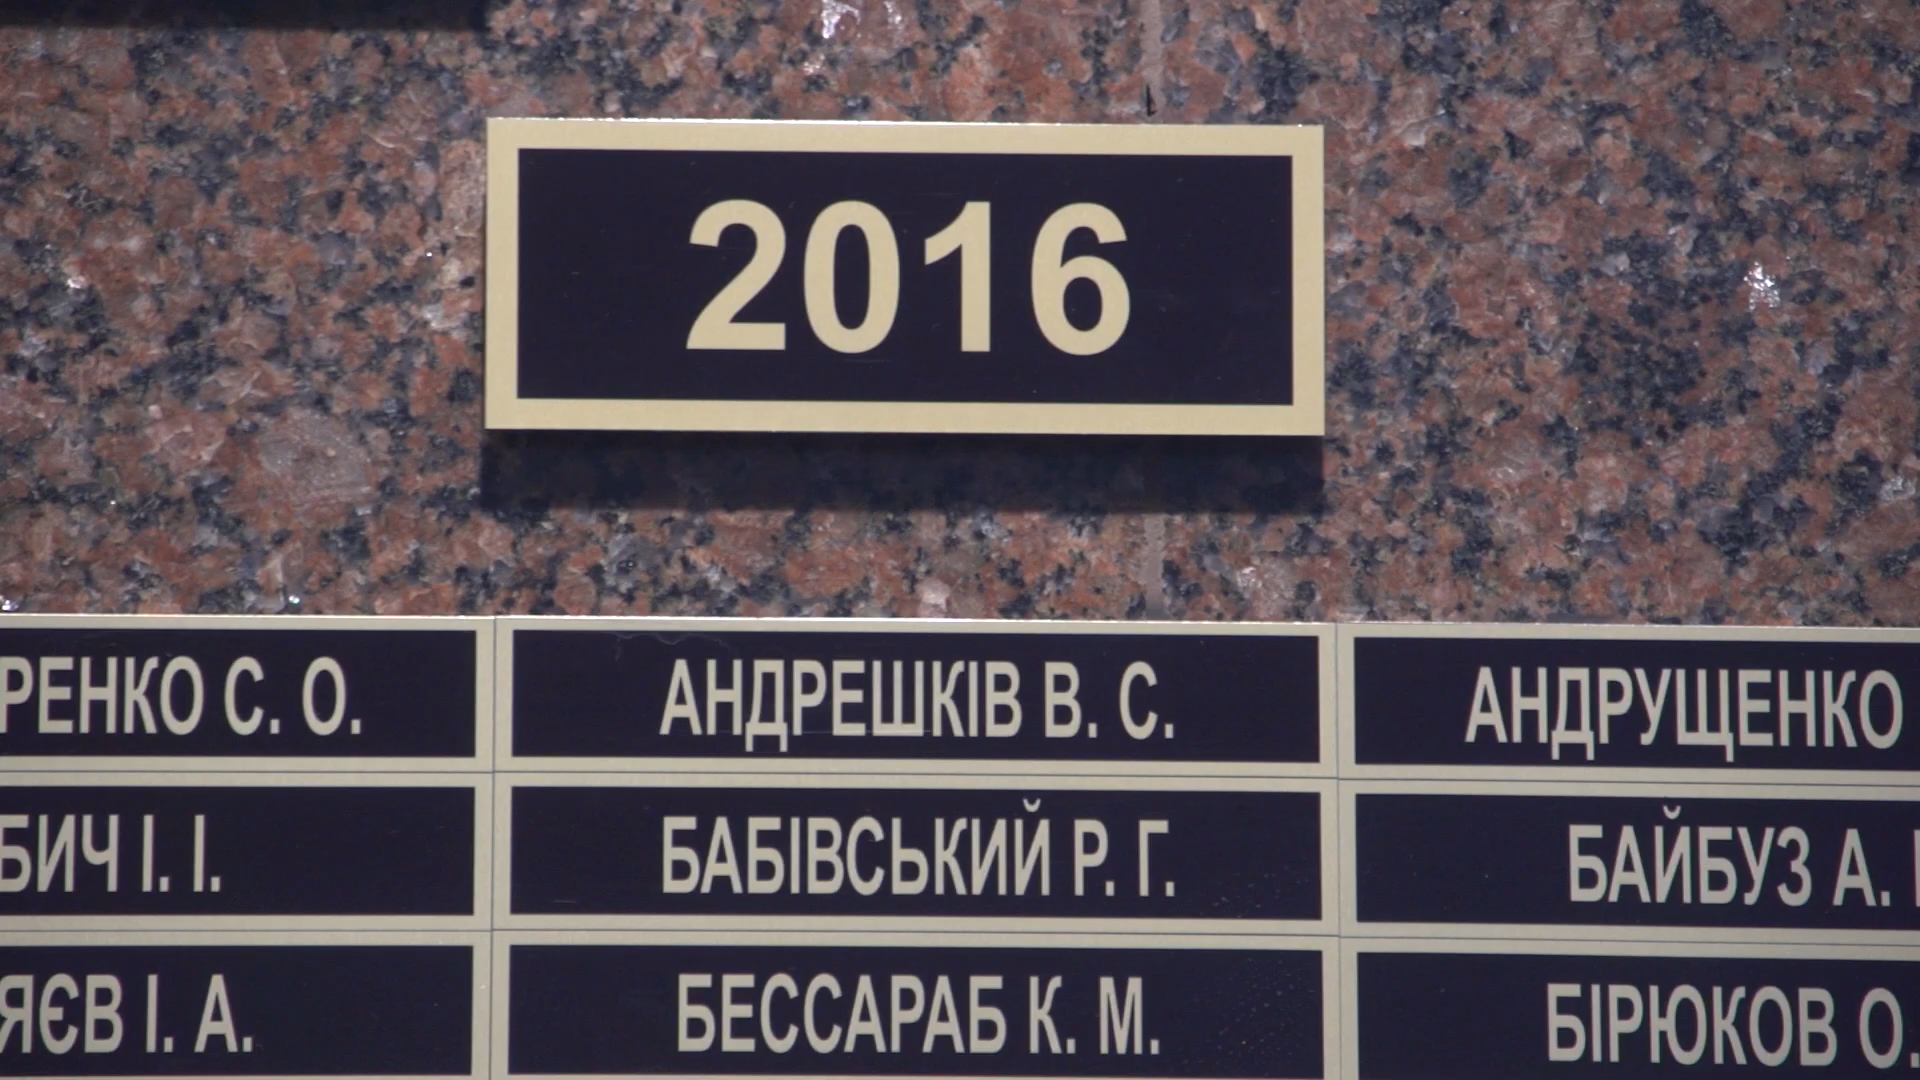 2016
РЕНКО С. О. АНДРЕШКІВ В. С. АНДРУЩЕНКО
БИЧ І. І. БАБІВСЬКИЙ Р. Г. БАЙБУЗ А.
ЯЄВ І. А. БЕССАРАБ К. М. БІРЮКОВ О.